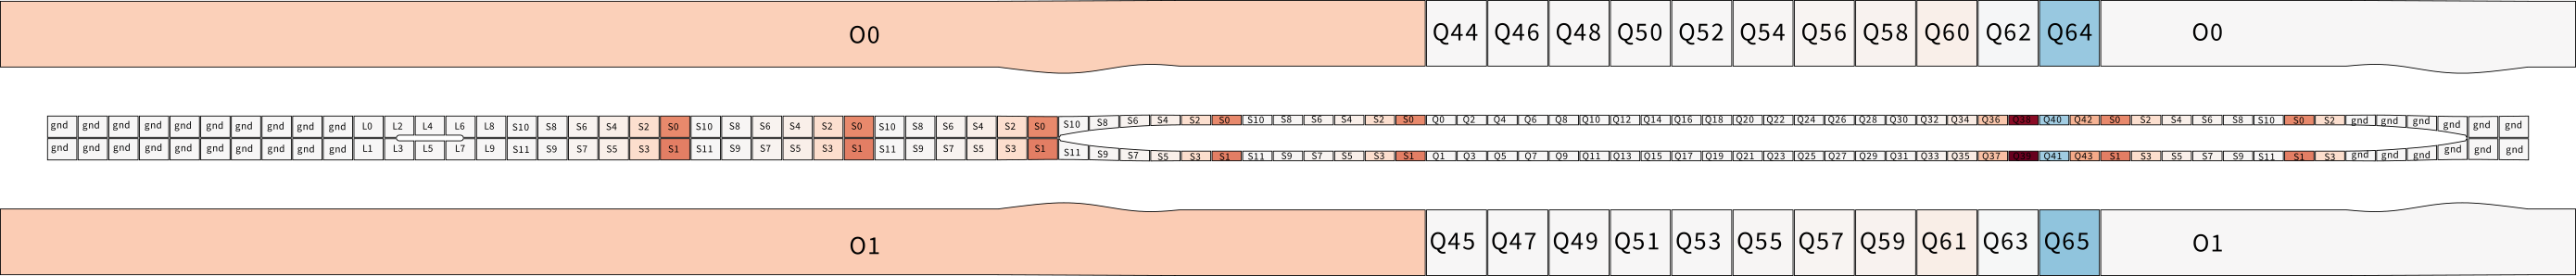 O0 Q44 Q46 Q48 Q50 Q52 Q54 Q56 Q58 Q60 Q62 Q64 O0
gnd gnd gnd gnd gnd gnd gnd gnd gnd gnd L0 L2 L4 L6 L8 S10 S8 S6 S4 S2 S0 S10 S8 S6 S4 S2 S0 S10 S8 S6 S4 S2 S0 S10 S8 S6 S4 S2 S0 S10 S8 S6 S4 S2 S0 Q0 Q2 Q4 Q6 Q8 Q10 Q12 Q14 Q16 Q18 Q20 Q22 Q24 Q26 Q28 Q30 Q32 Q34 Q36 Q38 Q40 Q42 S0 S2 S4 S6 S8 S10 S0 S2 gnd gnd gnd gnd gnd gnd
gnd gnd gnd gnd gnd gnd gnd gnd gnd gnd L1 L3 L5 L7 L9 S11 S9 S7 S5 S3 S1 S11 S9 S7 S5 S3 S1 S11 S9 S7 S5 S3 S1 S11 S9 S7 S5 S3 S1 S11 S9 S7 S5 S3 S1 Q1 Q3 Q5 Q7 Q9 Q11 Q13 Q15 Q17 Q19 Q21 Q23 Q25 Q27 Q29 Q31 Q33 Q35 Q37 Q39 Q41 Q43 S1 S3 S5 S7 S9 S11 S1 S3 gnd gnd gnd gnd gnd gnd
O1 Q45 Q47 Q49 Q51 Q53 Q55 Q57 Q59 Q61 Q63 Q65 O1